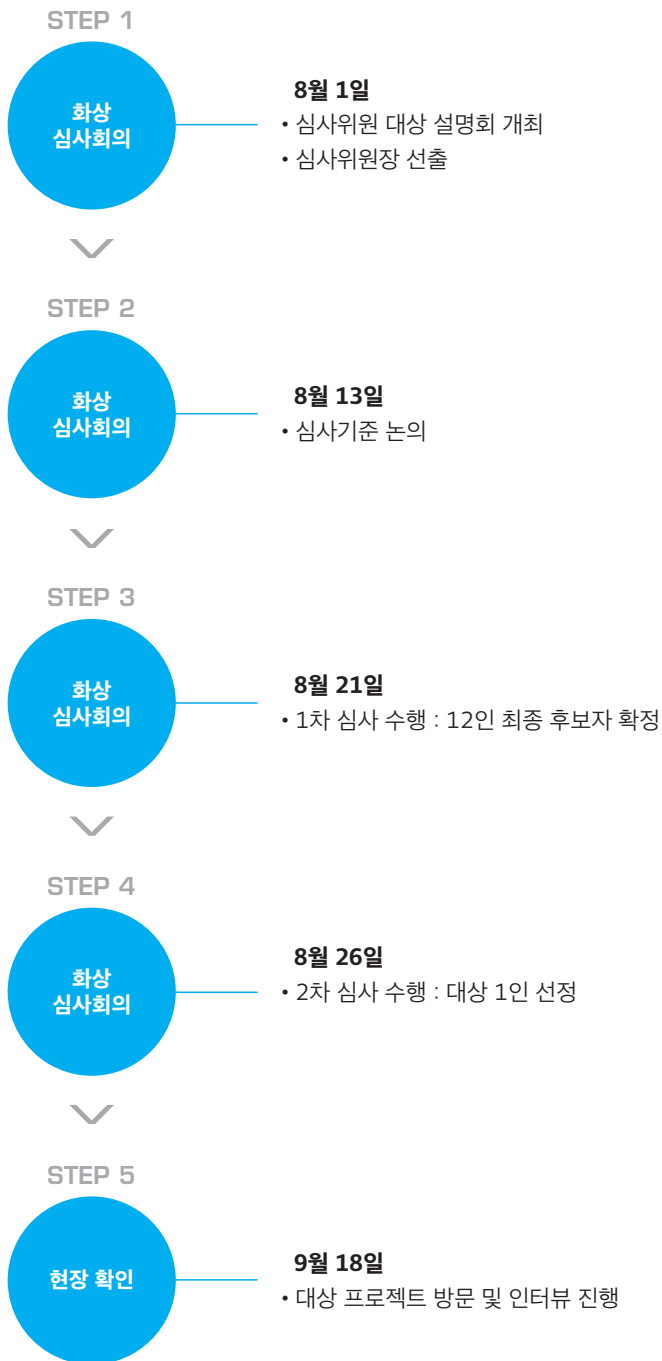 STEP 1
화상
심사회의
8월 1일
• 심사위원 대상 설명회 개최
• 심사위원장 선출
STEP 2
화상
심사회의
8월 13일
• 심사기준 논의
STEP 3
화상
심사회의
8월 21일
• 1차 심사 수행 : 12인 최종 후보자 확정
STEP 4
화상
심사회의
8월 26일
• 2차 심사 수행 : 대상 1인 선정
STEP 5
현장 확인
9월 18일
• 대상 프로젝트 방문 및 인터뷰 진행